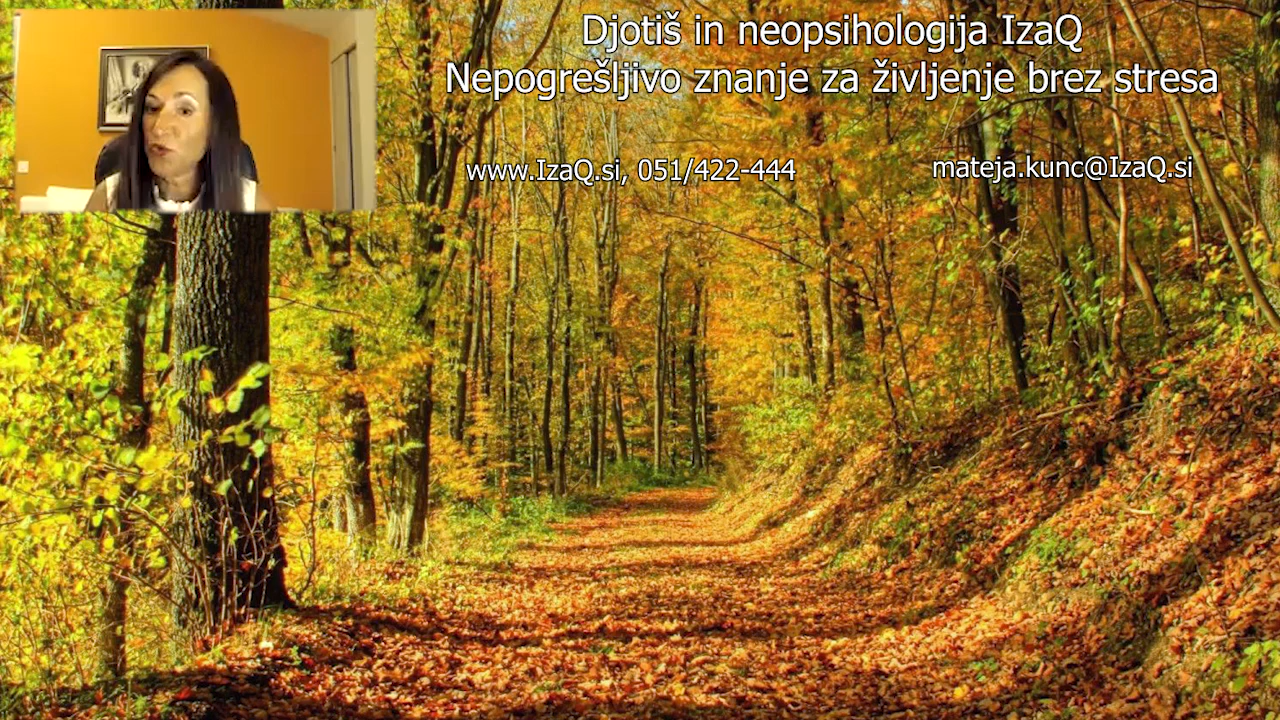 Djotiš in neopsihologija IzaQ
Nepogrešljivo znanje za življenje brez stresa
www.IzaQ.si, 051/422-444
mateja.kunc@IzaQ.si